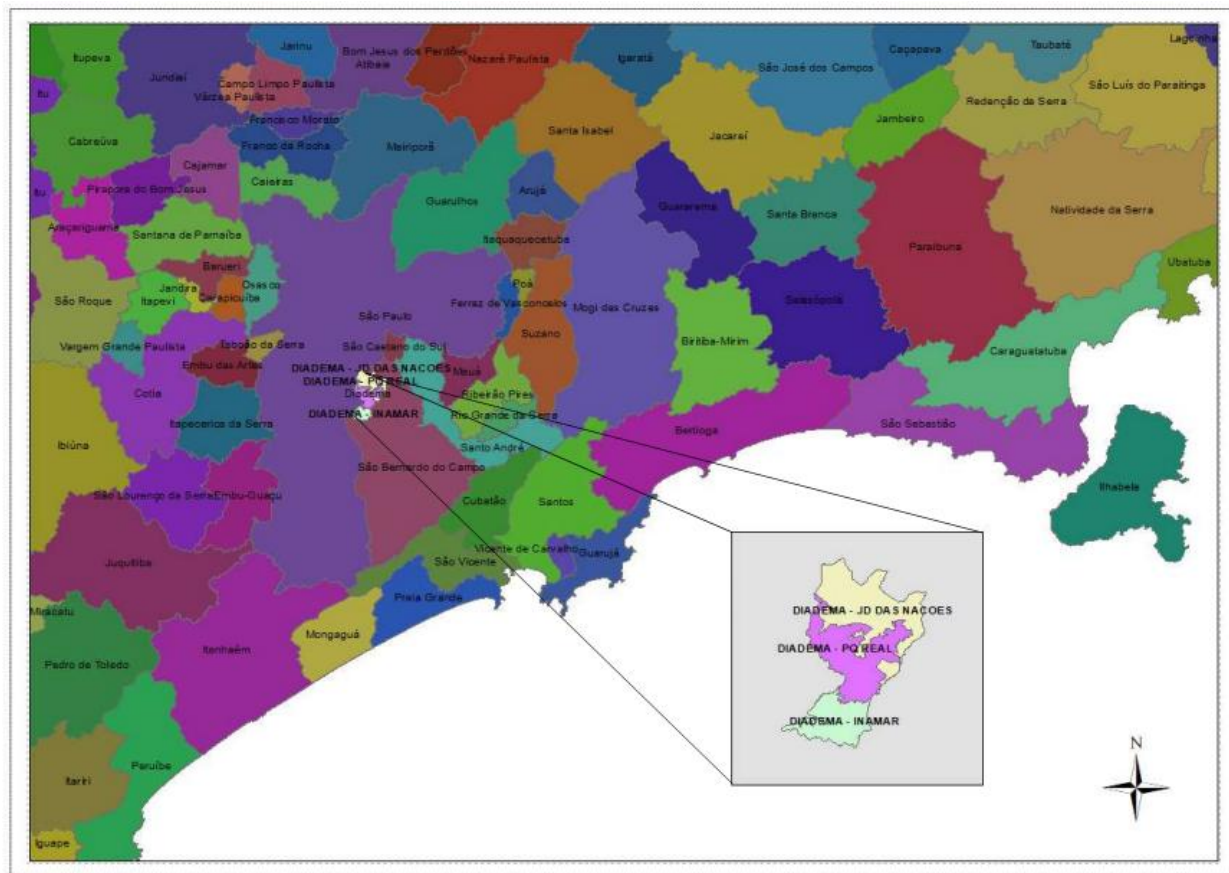 Itupeva
Jundiaí
Jarinu
Bom Jesus dos Perdões
Atibaia
Nazaré Paulista
Igaratá
São José dos Campos
Caçapava
Taubaté
Lagoinha
Itu
Campo Limpo Paulista
Várzea Paulista
Santa Isabel
Jacareí
Jambeiro
Redenção da Serra
São Luís do Paraitinga
Cabreúva
Francisco Morato
Franco da Rocha
Mairiporã
Cajamar
Caieiras
Itu
Pirapora do Bom Jesus
Guarulhos
Arujá
Guararema
Santa Branca
Natividade da Serra
Araçariguama
Santana de Parnaíba
Itaquaquecetuba
Paraibuna
Ubatuba
Barueri
Osasco
Poá
São Roque
Jandira
Itapevi
Carapicuíba
Ferraz de Vasconcelos
Mogi das Cruzes
Salesópolis
São Paulo
Suzano
Vargem Grande Paulista
Taboão da Serra
São Caetano do Sul
Biritiba-Mirim
Caraguatatuba
Embu das Artes
Mauá
DIADEMA - JD DAS NACOES
DIADEMA - PQ REAL
Diadema
DIADEMA - INAMAR
Cotia
Ribeirão Pires
Rio Grande da Serra
Itapecerica da Serra
Bertioga
São Sebastião
Ibiúna
Santo André
São Bernardo do Campo
Ilhabela
São Lourenço da Serra
Embu-Guaçu
Cubatão
Santos
Vicente de Carvalho
Guarujá
Juquitiba
São Vicente
Praia Grande
Miracatu
Mongaguá
Itanhaém
Pedro de Toledo
Peruíbe
Itariri
Iguape
DIADEMA - JD DAS NACOES
DIADEMA - PQ REAL
DIADEMA - INAMAR
N